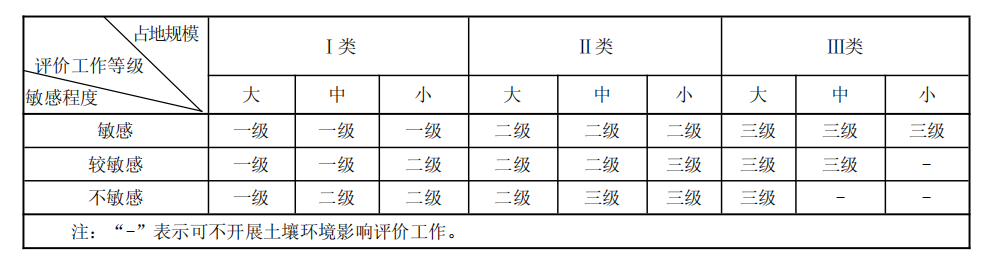 占地规模
评价工作等级
敏感程度
Ⅰ类 Ⅱ类 Ⅲ类
大 中 小 大 中 小 大 中 小
敏感 一级 一级 一级 二级 二级 二级 三级 三级 三级
较敏感 一级 一级 二级 二级 二级 三级 三级 三级 -
不敏感 一级 二级 二级 二级 三级 三级 三级 - -
注：“-”表示可不开展土壤环境影响评价工作。